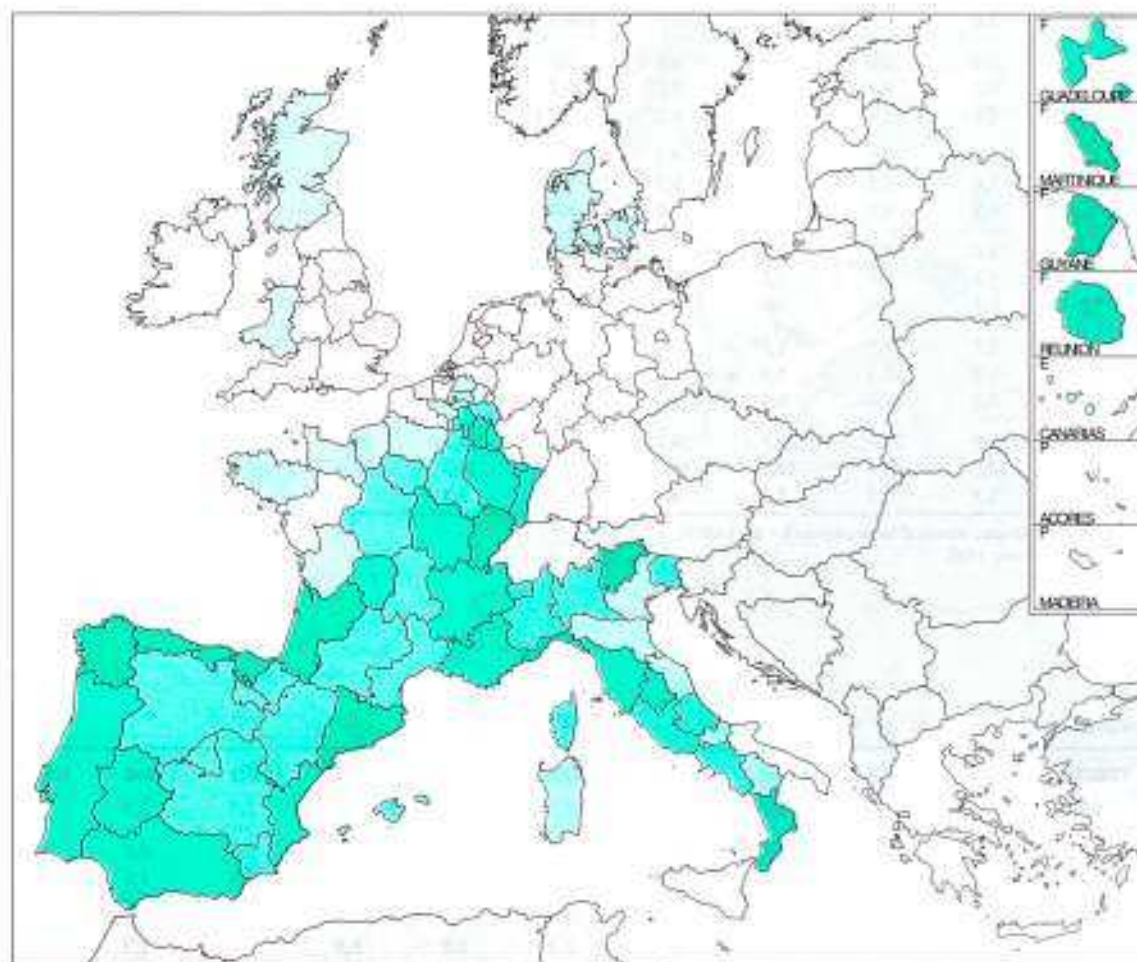 F
GUADELOUPE
F
MARTINIQUE
F
GUYANE
F
REUNION
E
CANARIAS
P
ACORES
P
MADEIRA